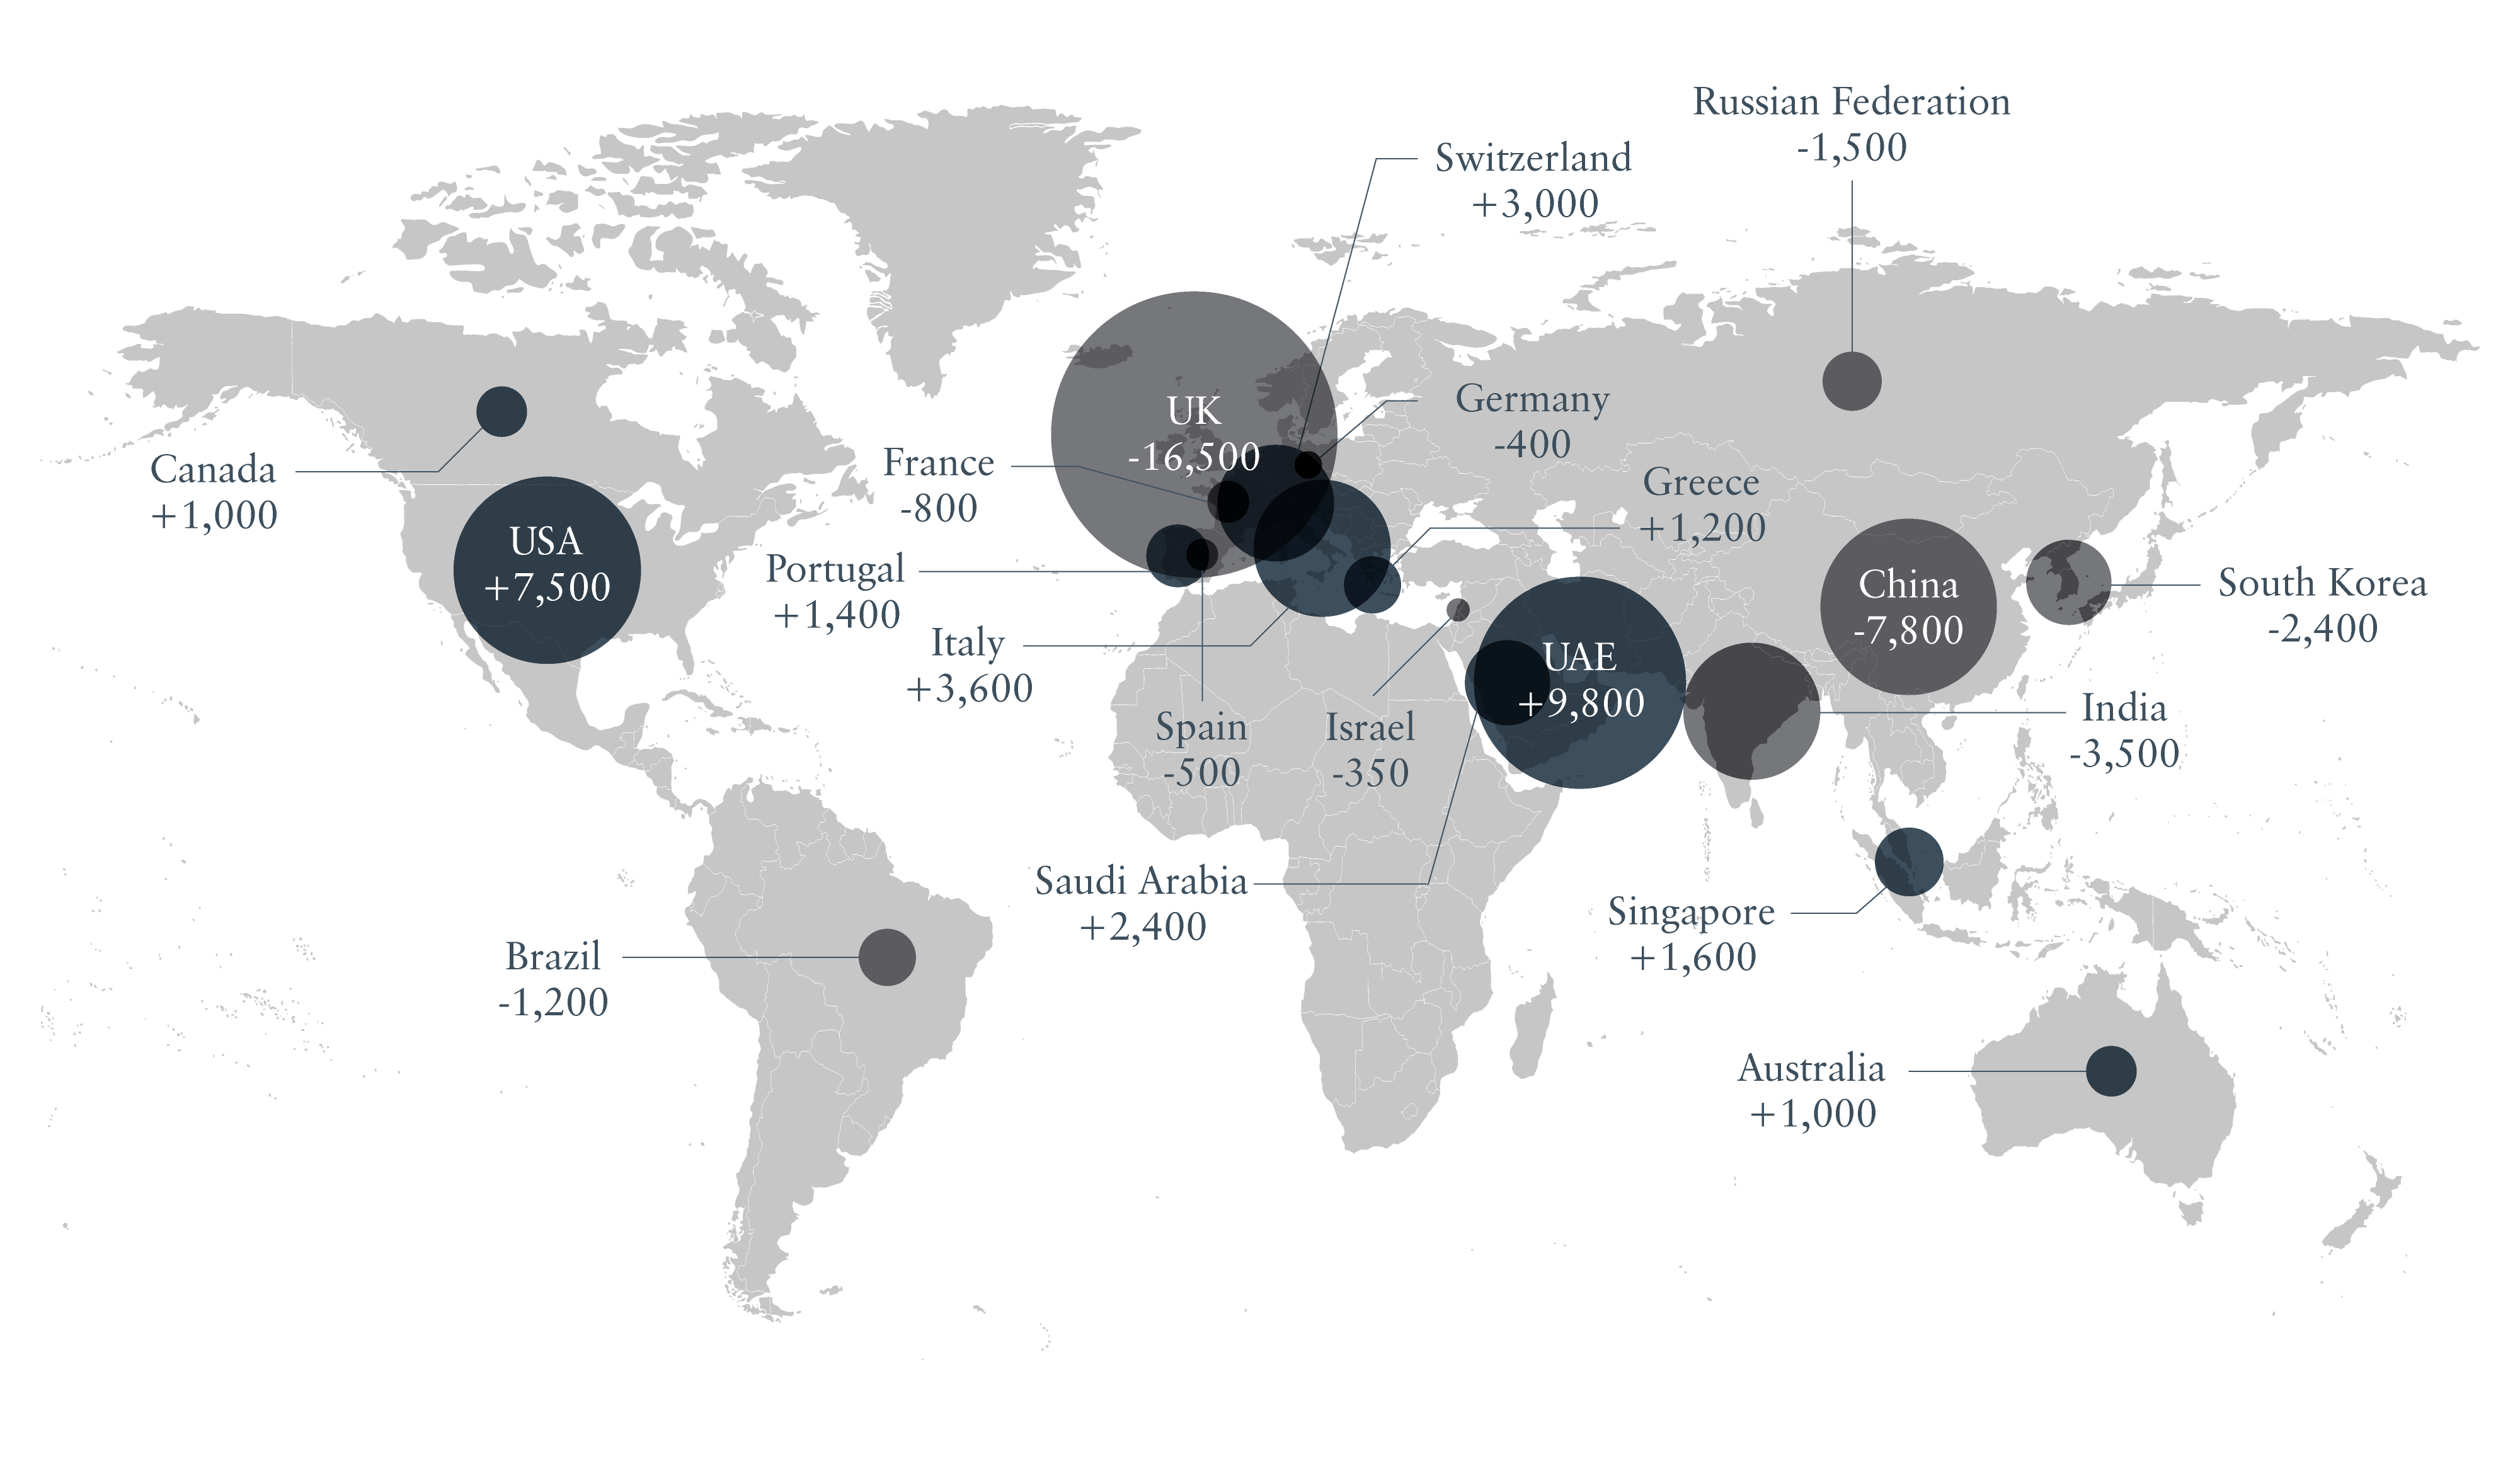 Russian Federation
-1,500
Switzerland
+3,000
Germany
-400
UK
-16,500
France
-800
Greece
+1,200
Canada
+1,000
USA
+7,500
Portugal
+1,400
China
-7,800
South Korea
-2,400
Italy
+3,600
UAE
+9,800
Spain
-500
Israel
-350
India
-3,500
Saudi Arabia
+2,400
Singapore
+1,600
Brazil
-1,200
Australia
+1,000